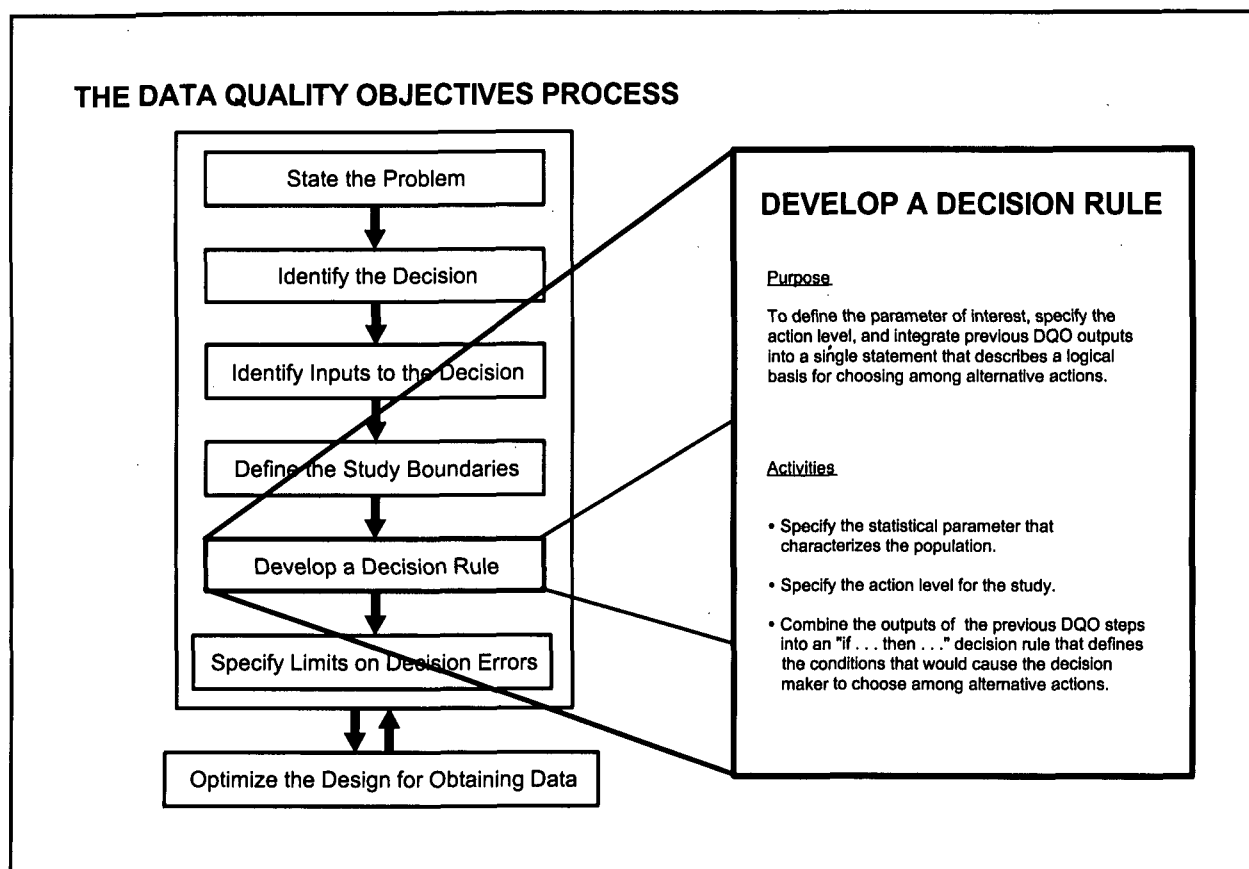 THE DATA QUALITY OBJECTIVES PROCESS
State the Problem
Identify the Decision
Identify Inputs to the Decision
Define the Study Boundaries
Develop a Decision Rule
Specify Limits on Decision Errors
Optimize the Design for Obtaining Data
DEVELOP A DECISION RULE
Purpose
To define the parameter of interest, specify the
action level, and integrate previous DQO outputs
into a single statement that describes a logical
basis for choosing among alternative actions.
Activities
• Specify the statistical parameter that
characterizes the population.
• Specify the action level for the study.
• Combine the outputs of the previous DQO steps
into an "if . . . then . . ." decision rule that defines
the conditions that would cause the decision
maker to choose among alternative actions.